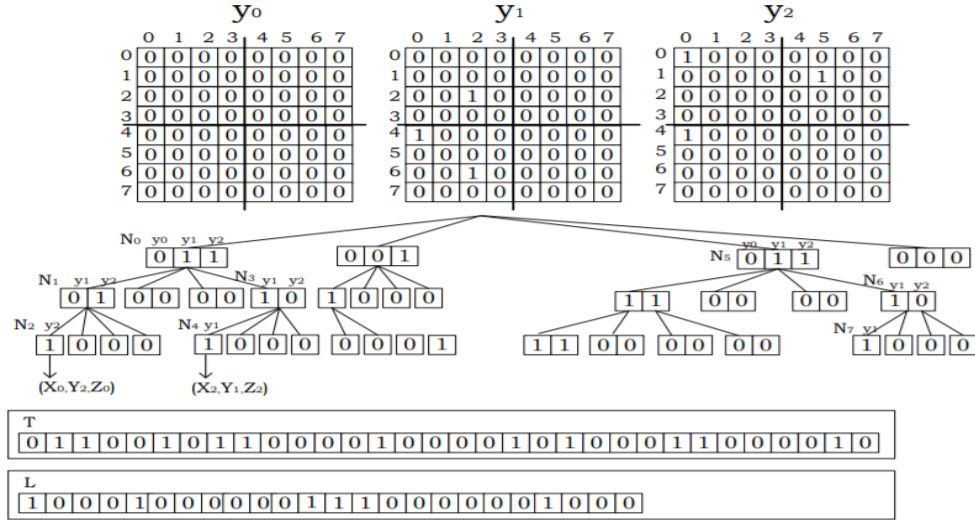 y0 y1 y2
0 1 2 3 4 5 6 7 0 1 2 3 4 5 6 7 0 1 2 3 4 5 6 7
0 0 0 0 0 0 0 0 0 0 0 0 0 0 0 0 0 0 0 1 0 0 0 0 0 0 0
1 0 0 0 0 0 0 0 0 1 0 0 0 0 0 0 0 0 1 0 0 0 0 0 1 0 0
2 0 0 0 0 0 0 0 0 2 0 0 1 0 0 0 0 0 2 0 0 0 0 0 0 0 0
3 0 0 0 0 0 0 0 0 3 0 0 0 0 0 0 0 0 3 0 0 0 0 0 0 0 0
4 0 0 0 0 0 0 0 0 4 1 0 0 0 0 0 0 0 4 1 0 0 0 0 0 0 0
5 0 0 0 0 0 0 0 0 5 0 0 0 0 0 0 0 0 5 0 0 0 0 0 0 0 0
6 0 0 0 0 0 0 0 0 6 0 0 1 0 0 0 0 0 6 0 0 0 0 0 0 0 0
7 0 0 0 0 0 0 0 0 7 0 0 0 0 0 0 0 0 7 0 0 0 0 0 0 0 0
N0 y0 y1 y2 N5 y0 y1 y2
0 1 1 0 0 1 0 1 1 0 0 0
N1 y1 y2 N3 y1 y2 N6 y1 y2
0 1 0 0 0 0 1 0 1 0 0 0 1 1 0 0 0 0 1 0
N2 y2 N4 y1 N7 y1
1 0 0 0 1 0 0 0 0 0 0 1 1 1 0 0 0 0 0 0 1 0 0 0
(X0,Y2,Z0) (X2,Y1,Z2)
T
0 1 1 0 0 1 0 1 1 0 0 0 0 1 0 0 0 0 1 0 1 0 0 0 1 1 0 0 0 0 1 0
L
1 0 0 0 1 0 0 0 0 0 0 1 1 1 0 0 0 0 0 0 1 0 0 0